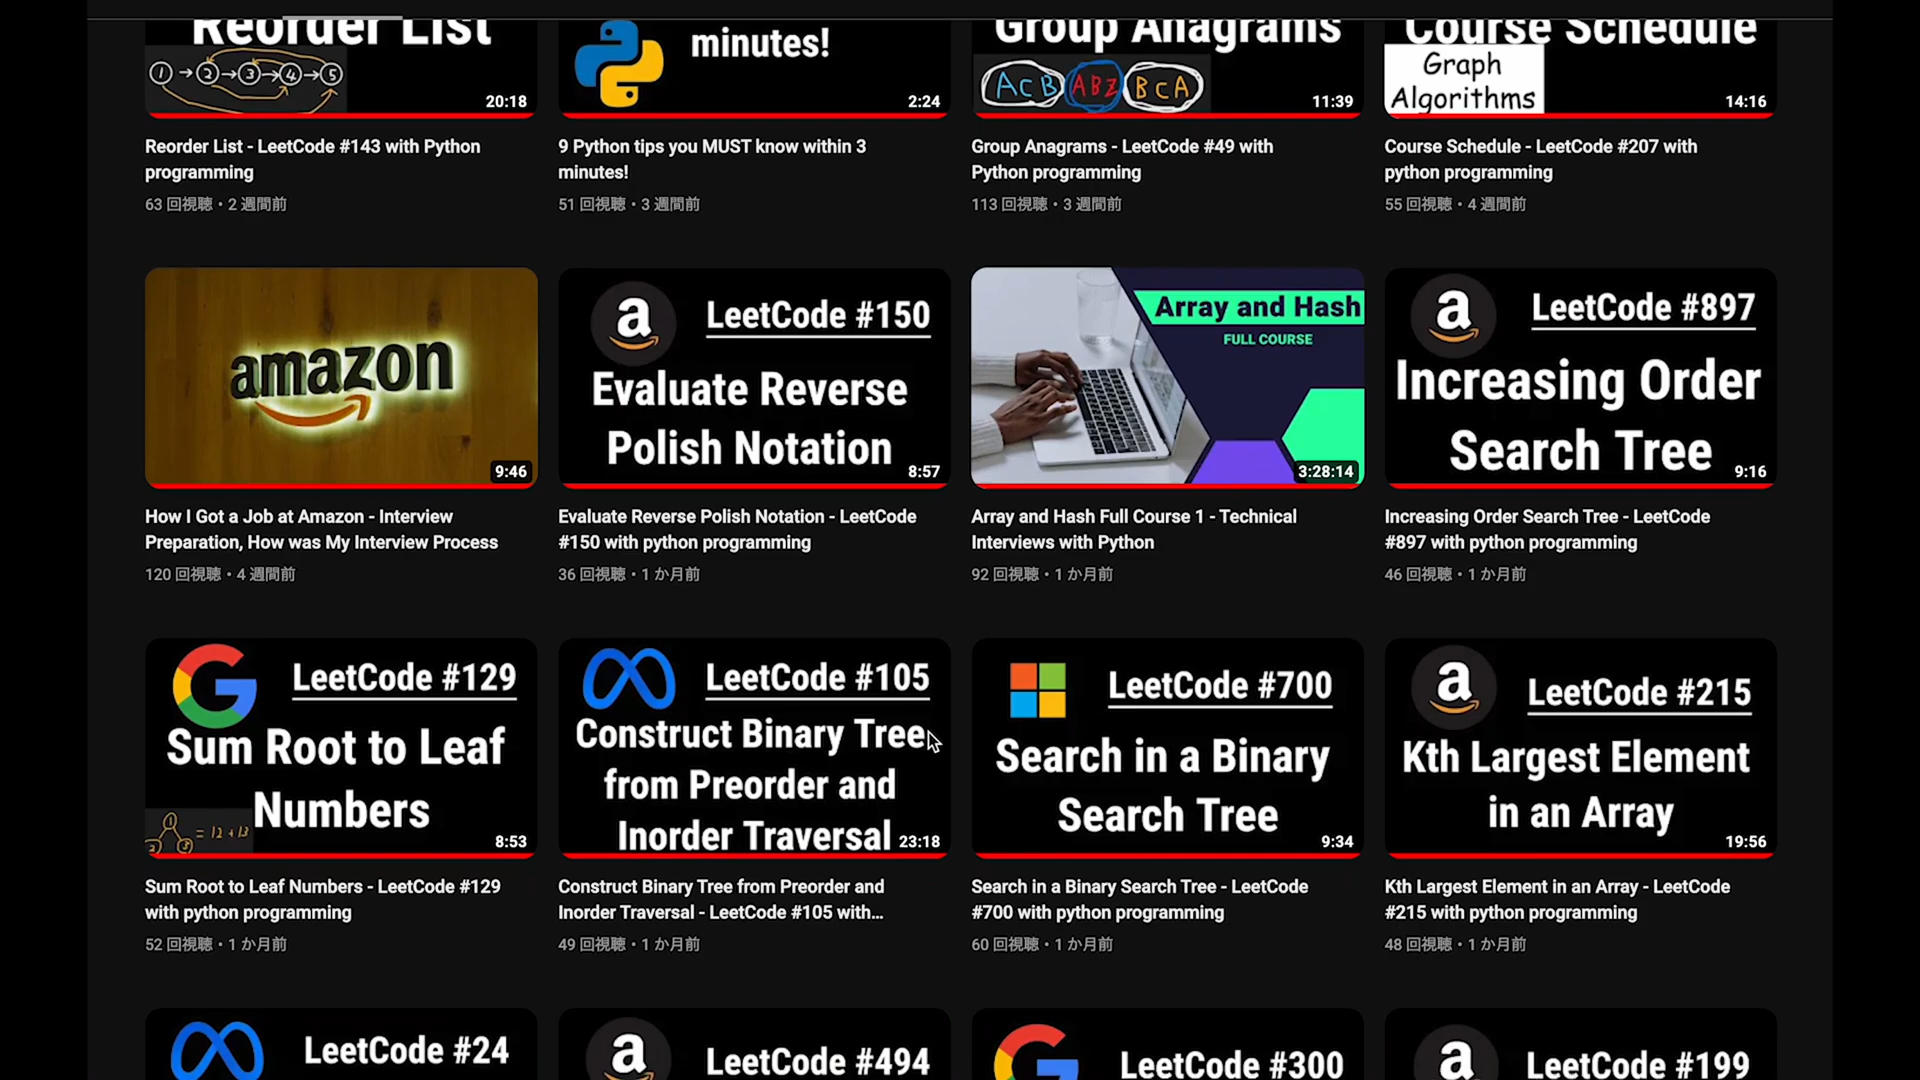 Reorder List
1 2 3 4 5
20:18
minutes!
2:24
Group Anagrams
ACB ABZ BCA
11:39
Course Schedule
Graph
Algorithms
14:16
Reorder List - LeetCode #143 with Python
programming
63 回視聴・2 週間前
9 Python tips you MUST know within 3
minutes!
51 回視聴・3 週間前
Group Anagrams - LeetCode #49 with
Python programming
113 回視聴・3 週間前
Course Schedule - LeetCode #207 with
python programming
55 回視聴・4 週間前
amazon
9:46
a LeetCode #150
Evaluate Reverse
Polish Notation
8:57
Array and Hash
FULL COURSE
3:28:14
a LeetCode #897
Increasing Order
Search Tree
9:16
How I Got a Job at Amazon - Interview
Preparation, How was My Interview Process
120 回視聴・4 週間前
Evaluate Reverse Polish Notation - LeetCode
#150 with python programming
36 回視聴・1 か月前
Array and Hash Full Course 1 - Technical
Interviews with Python
92 回視聴・1 か月前
Increasing Order Search Tree - LeetCode
#897 with python programming
46 回視聴・1 か月前
G LeetCode #129
Sum Root to Leaf
Numbers
1 2 3 = 12 + 13
8:53
LeetCode #105
Construct Binary Tree
from Preorder and
Inorder Traversal
23:18
LeetCode #700
Search in a Binary
Search Tree
9:34
a LeetCode #215
Kth Largest Element
in an Array
19:56
Sum Root to Leaf Numbers - LeetCode #129
with python programming
52 回視聴・1 か月前
Construct Binary Tree from Preorder and
Inorder Traversal - LeetCode #105 with...
49 回視聴・1 か月前
Search in a Binary Search Tree - LeetCode
#700 with python programming
60 回視聴・1 か月前
Kth Largest Element in an Array - LeetCode
#215 with python programming
48 回視聴・1 か月前
LeetCode #24
a LeetCode #494
G LeetCode #300
a LeetCode #199